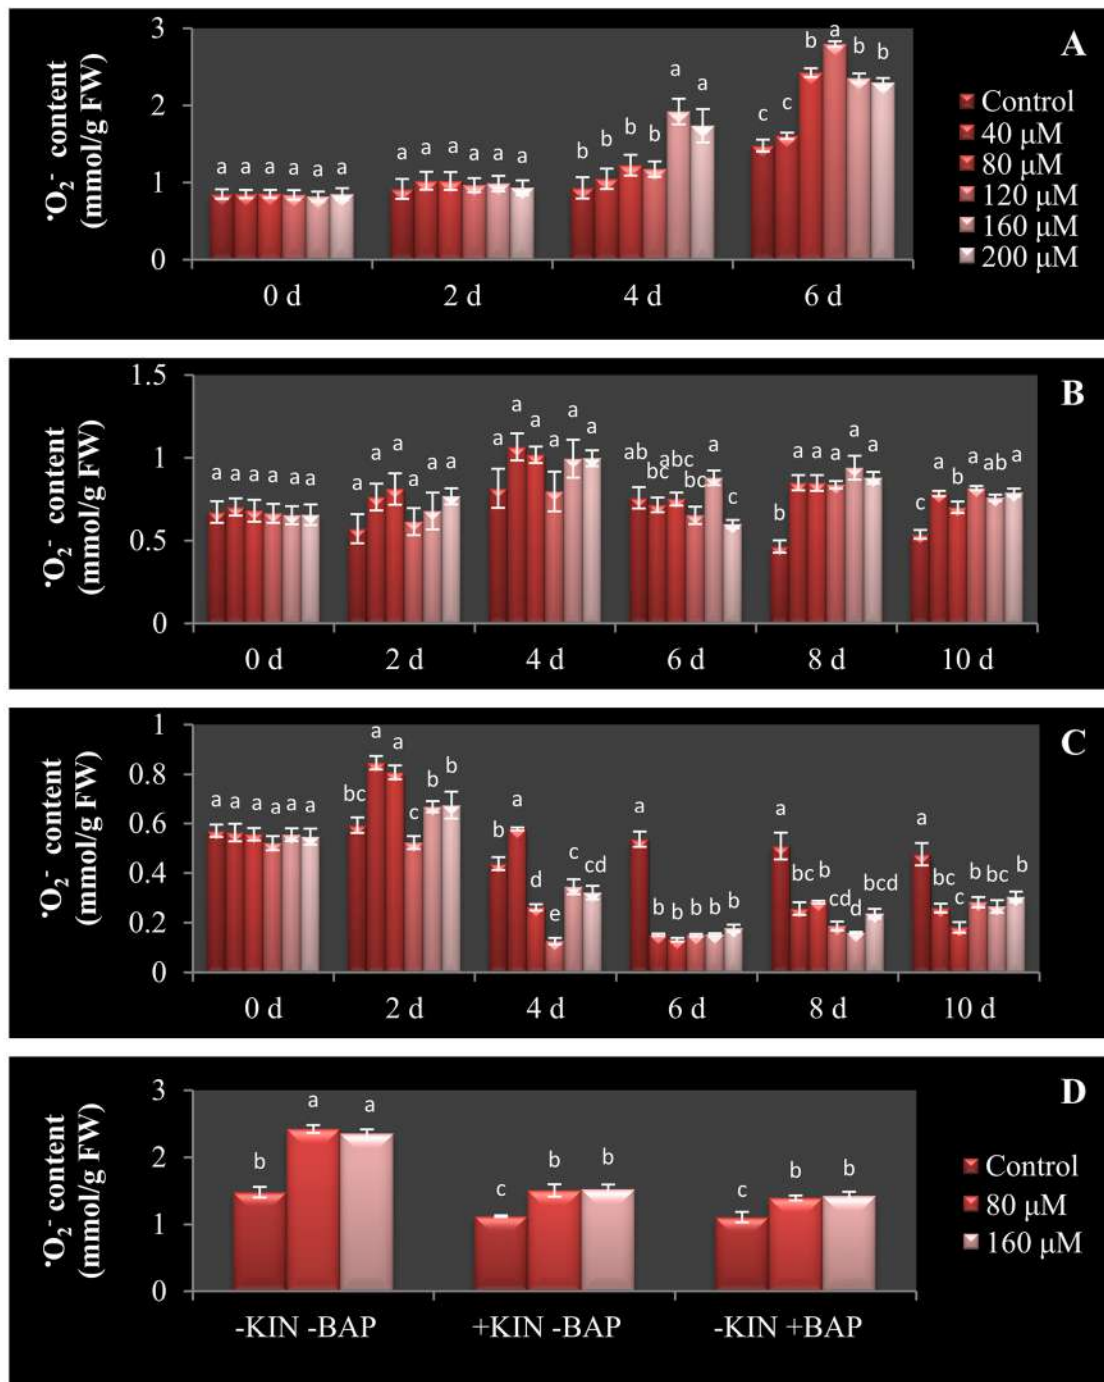 A
•O2- content
(mmol/g FW)
3
2
1
0
a a a a a a
a a a a a a
b b b b a a
c c b a b b
0 d 2 d 4 d 6 d
Control
40 µM
80 µM
120 µM
160 µM
200 µM
B
•O2- content
(mmol/g FW)
1.5
1
0.5
0
a a a a a a
a a a a a a
a a a a a a
ab bc abc bc a c
b a a a a a
c a b a ab a
0 d 2 d 4 d 6 d 8 d 10 d
C
•O2- content
(mmol/g FW)
1
0.8
0.6
0.4
0.2
0
a a a a a a
bc a a c b b
b a d e c cd
a b b b b b
a bc b cd d bcd
a bc c b bc b
0 d 2 d 4 d 6 d 8 d 10 d
D
•O2- content
(mmol/g FW)
3
2
1
0
b a a
c b b
c b b
-KIN -BAP +KIN -BAP -KIN +BAP
Control
80 µM
160 µM